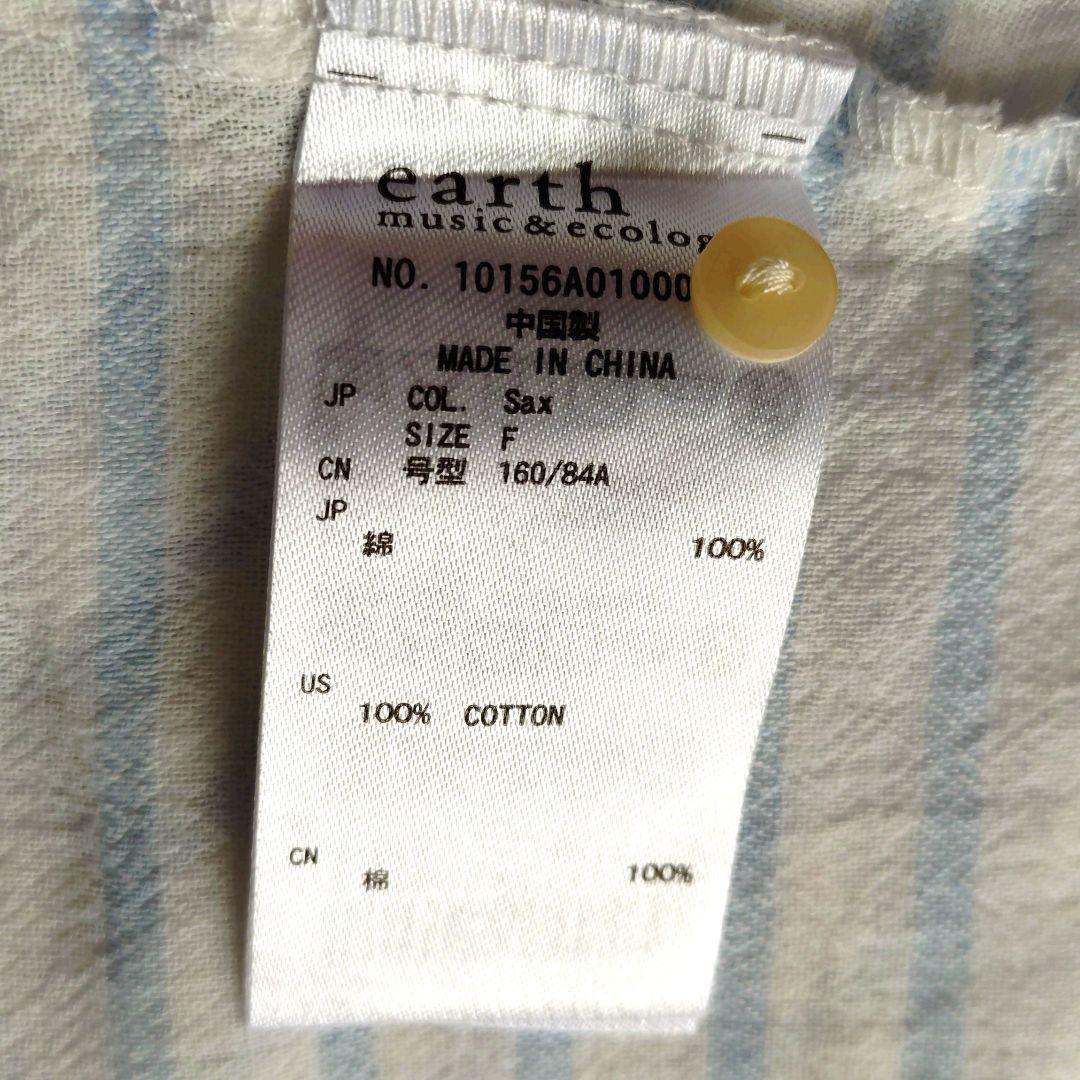 earth
music & ecolog
NO. 10156A01000
中国製
MADE IN CHINA
JP COL. Sax
SIZE F
CN 号型 160/84A
JP
綿 100%
US
100% COTTON
CN
棉 100%